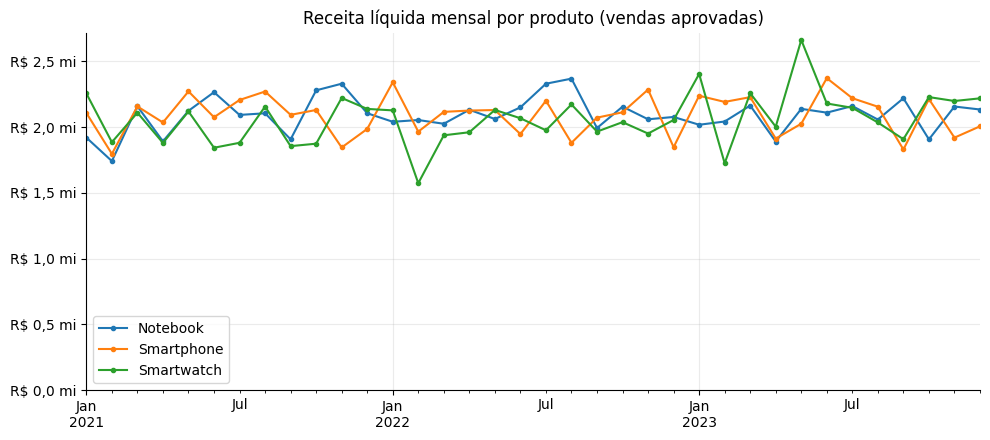 Receita líquida mensal por produto (vendas aprovadas)
R$ 2,5 mi
R$ 2,0 mi
R$ 1,5 mi
R$ 1,0 mi
R$ 0,5 mi
R$ 0,0 mi
Notebook
Smartphone
Smartwatch
Jan Jul Jan Jul Jan Jul
2021 2022 2023